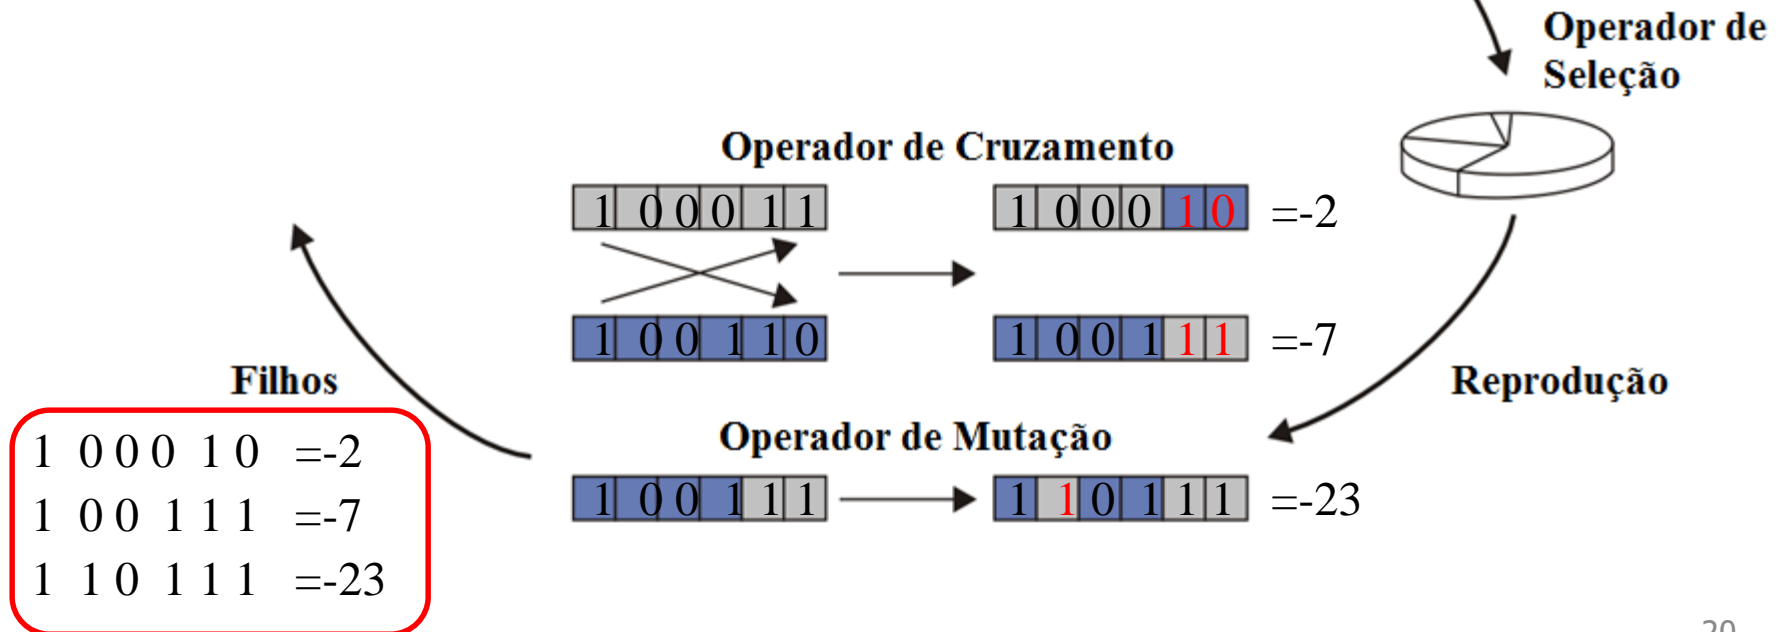 Operador de
Seleção
Operador de Cruzamento
1 0 0 0 1 1
1 0 0 0 1 0 =-2
1 0 0 1 1 0
1 0 0 1 1 1 =-7
Reprodução
Operador de Mutação
1 0 0 1 1 1
1 1 0 1 1 1 =-23
Filhos
1 0 0 0 1 0 =-2
1 0 0 1 1 1 =-7
1 1 0 1 1 1 =-23
20